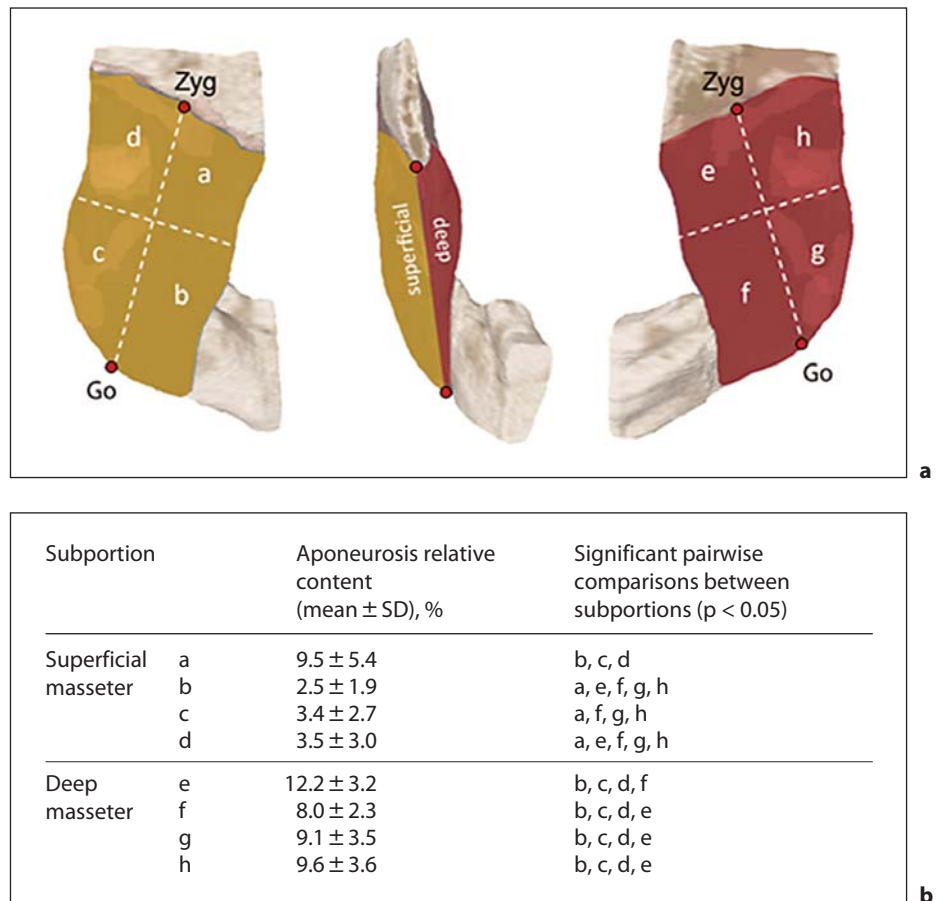 Zyg
d
a
c
b
Go
superficial
deep
Zyg
h
e
g
f
Go
a
Subportion Aponeurosis relative content (mean ± SD), % Significant pairwise comparisons between subportions (p < 0.05)
Superficial masseter
a 9.5 ± 5.4 b, c, d
b 2.5 ± 1.9 a, e, f, g, h
c 3.4 ± 2.7 a, f, g, h
d 3.5 ± 3.0 a, e, f, g, h
Deep masseter
e 12.2 ± 3.2 b, c, d, f
f 8.0 ± 2.3 b, c, d, e
g 9.1 ± 3.5 b, c, d, e
h 9.6 ± 3.6 b, c, d, e
b